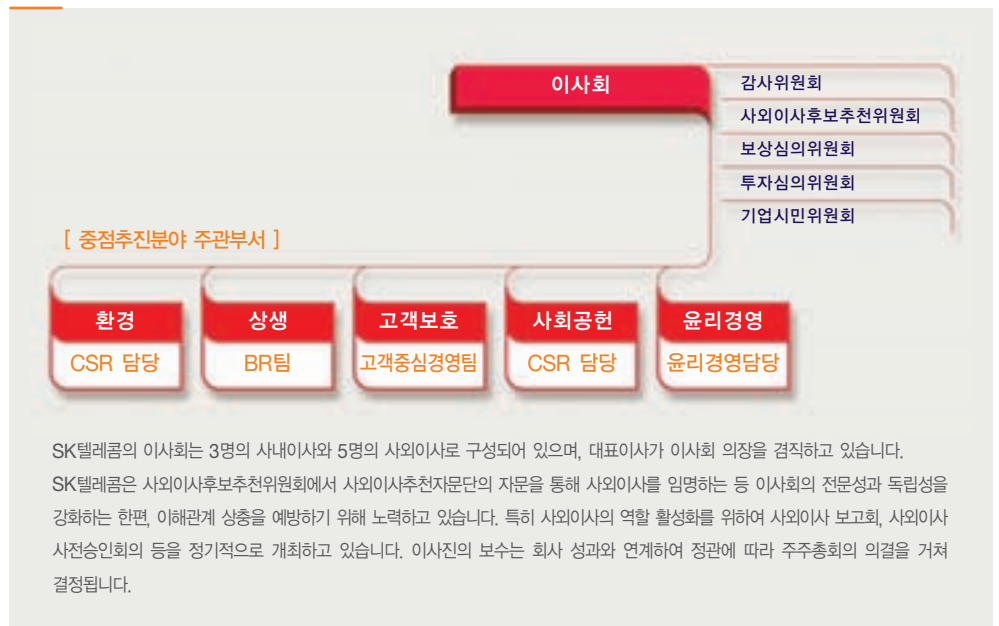 이사회
감사위원회
사외이사후보추천위원회
보상심의위원회
투자심의위원회
기업시민위원회
[ 중점추진분야 주관부서 ]
환경
CSR 담당
상생
BR팀
고객보호
고객중심경영팀
사회공헌
CSR 담당
윤리경영
윤리경영담당
SK텔레콤의 이사회는 3명의 사내이사와 5명의 사외이사로 구성되어 있으며, 대표이사가 이사회 의장을 겸직하고 있습니다.
SK텔레콤은 사외이사후보추천위원회에서 사외이사추천자문단의 자문을 통해 사외이사를 임명하는 등 이사회의 전문성과 독립성을
강화하는 한편, 이해관계 상충을 예방하기 위해 노력하고 있습니다. 특히 사외이사의 역할 활성화를 위하여 사외이사 보고회, 사외이사
사전승인회의 등을 정기적으로 개최하고 있습니다. 이사진의 보수는 회사 성과와 연계하여 정관에 따라 주주총회의 의결을 거쳐
결정됩니다.